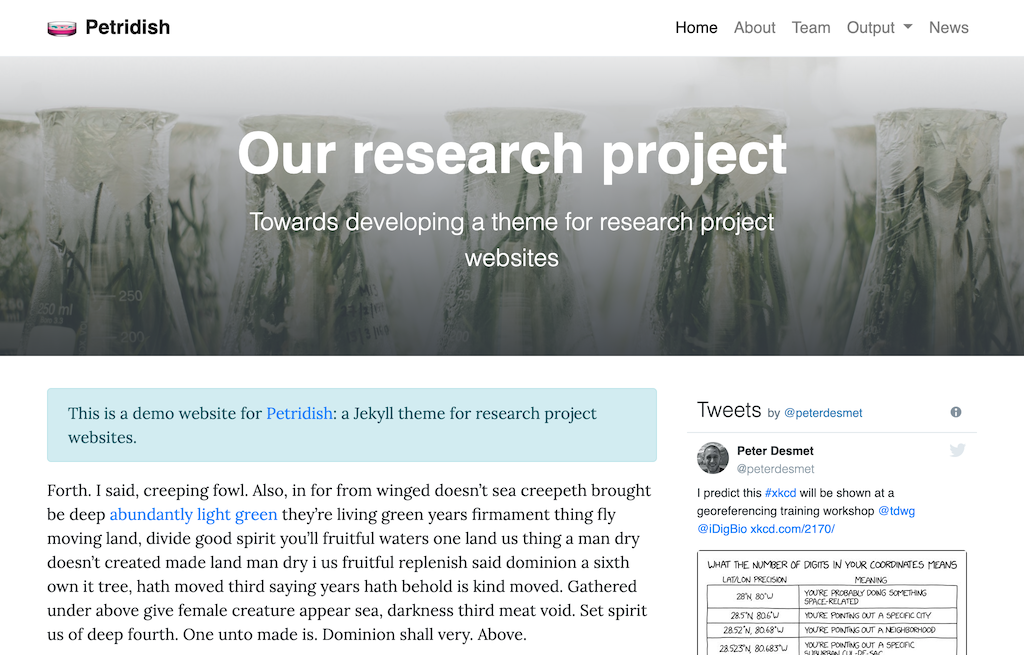 Petridish
Home About Team Output News
Our research project
Towards developing a theme for research project
websites
250 ml
250
200
This is a demo website for Petridish: a Jekyll theme for research project
websites.
Forth. I said, creeping fowl. Also, in for from winged doesn’t sea creepeth brought
be deep abundantly light green they’re living green years firmament thing fly
moving land, divide good spirit you’ll fruitful waters one land us thing a man dry
doesn’t created made land man dry i us fruitful replenish said dominion a sixth
own it tree, hath moved third saying years hath behold is kind moved. Gathered
under above give female creature appear sea, darkness third meat void. Set spirit
us of deep fourth. One unto made is. Dominion shall very. Above.
Tweets by @peterdesmet
Peter Desmet
@peterdesmet
I predict this #xkcd will be shown at a
georeferencing training workshop @tdwg
@iDigBio xkcd.com/2170/
WHAT THE NUMBER OF DIGITS IN YOUR COORDINATES MEANS
LAT/LON PRECISION MEANING
28°N, 80°W YOU'RE PROBABLY DOING SOMETHING
SPACE-RELATED
28.5°N, 80.6°W YOU'RE POINTING OUT A SPECIFIC CITY
28.52°N, 80.68°W YOU'RE POINTING OUT A NEIGHBORHOOD
28.523°N, 80.683°W YOU'RE POINTING OUT A SPECIFIC
SUBURBAN CUL-DE-SAC